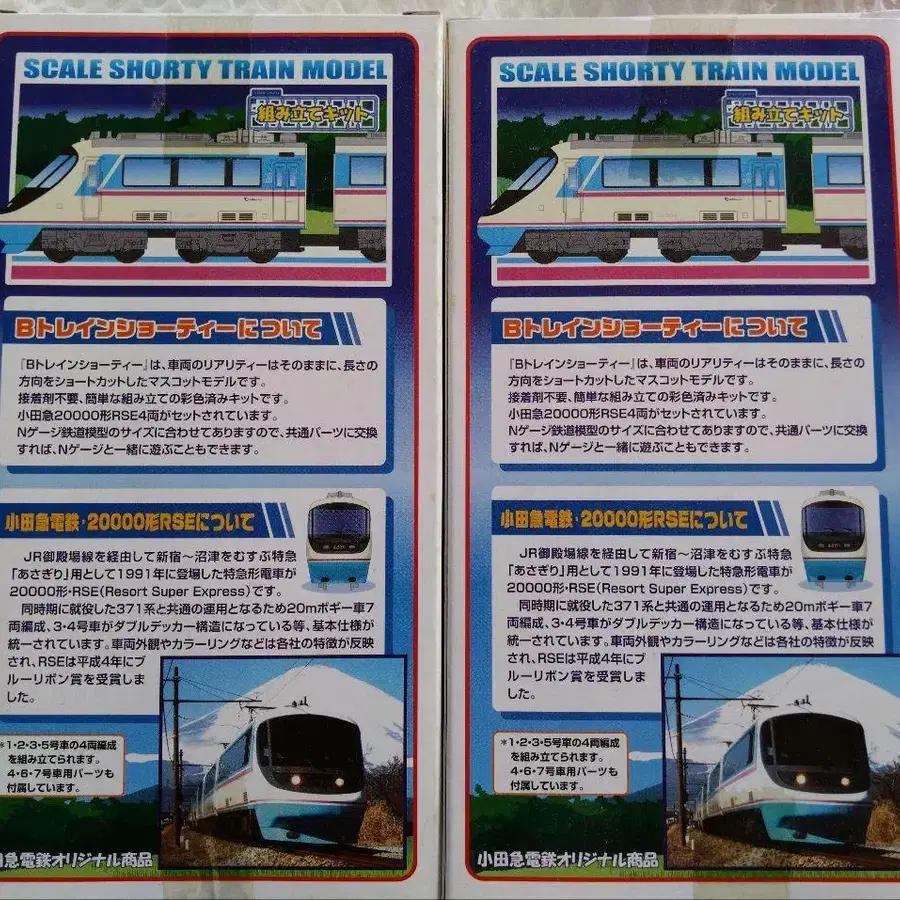 SCALE SHORTY TRAIN MODEL
組み立てキット
Bトレインショーティーについて
『Bトレインショーティー』は、車両のリアリティーはそのままに、長さの
方向をショートカットしたマスコットモデルです。
接着剤不要、簡単な組み立ての彩色済みキットです。
小田急20000形RSE4両がセットされています。
Nゲージ鉄道模型のサイズに合わせてありますので、共通パーツに交換
すれば、Nゲージと一緒に遊ぶこともできます。
小田急電鉄・20000形RSEについて
JR御殿場線を経由して新宿～沼津をむすぶ特急
「あさぎり」用として1991年に登場した特急形電車が
20000形・RSE(Resort Super Express)です。
同時期に就役した371系と共通の運用となるため20mボギー車7
両編成、3・4号車がダブルデッカー構造になっている等、基本仕様が
統一されています。車両外観やカラーリングなどは各社の特徴が反映
され、RSEは平成4年にブ
ルーリボン賞を受賞しま
した。
*1・2・3・5号車の4両編成
を組み立てられます。
4・6・7号車用パーツも
付属しています。
急電鉄オリジナル商品
SCALE SHORTY TRAIN MODEL
組み立てキット
Bトレインショーティーについて
『Bトレインショーティー』は、車両のリアリティーはそのままに、長さの
方向をショートカットしたマスコットモデルです。
接着剤不要、簡単な組み立ての彩色済みキットです。
小田急20000形RSE4両がセットされています。
Nゲージ鉄道模型のサイズに合わせてありますので、共通パーツに交換
すれば、Nゲージと一緒に遊ぶこともできます。
小田急電鉄・20000形RSEについて
JR御殿場線を経由して新宿～沼津をむすぶ特急
「あさぎり」用として1991年に登場した特急形電車が
20000形・RSE(Resort Super Express)です。
同時期に就役した371系と共通の運用となるため20mボギー車7
両編成、3・4号車がダブルデッカー構造になっている等、基本仕様が
統一されています。車両外観やカラーリングなどは各社の特徴が反映
され、RSEは平成4年にブ
ルーリボン賞を受賞しま
した。
*1・2・3・5号車の4両編成
を組み立てられます。
4・6・7号車用パーツも
付属しています。
小田急電鉄オリジナル商品